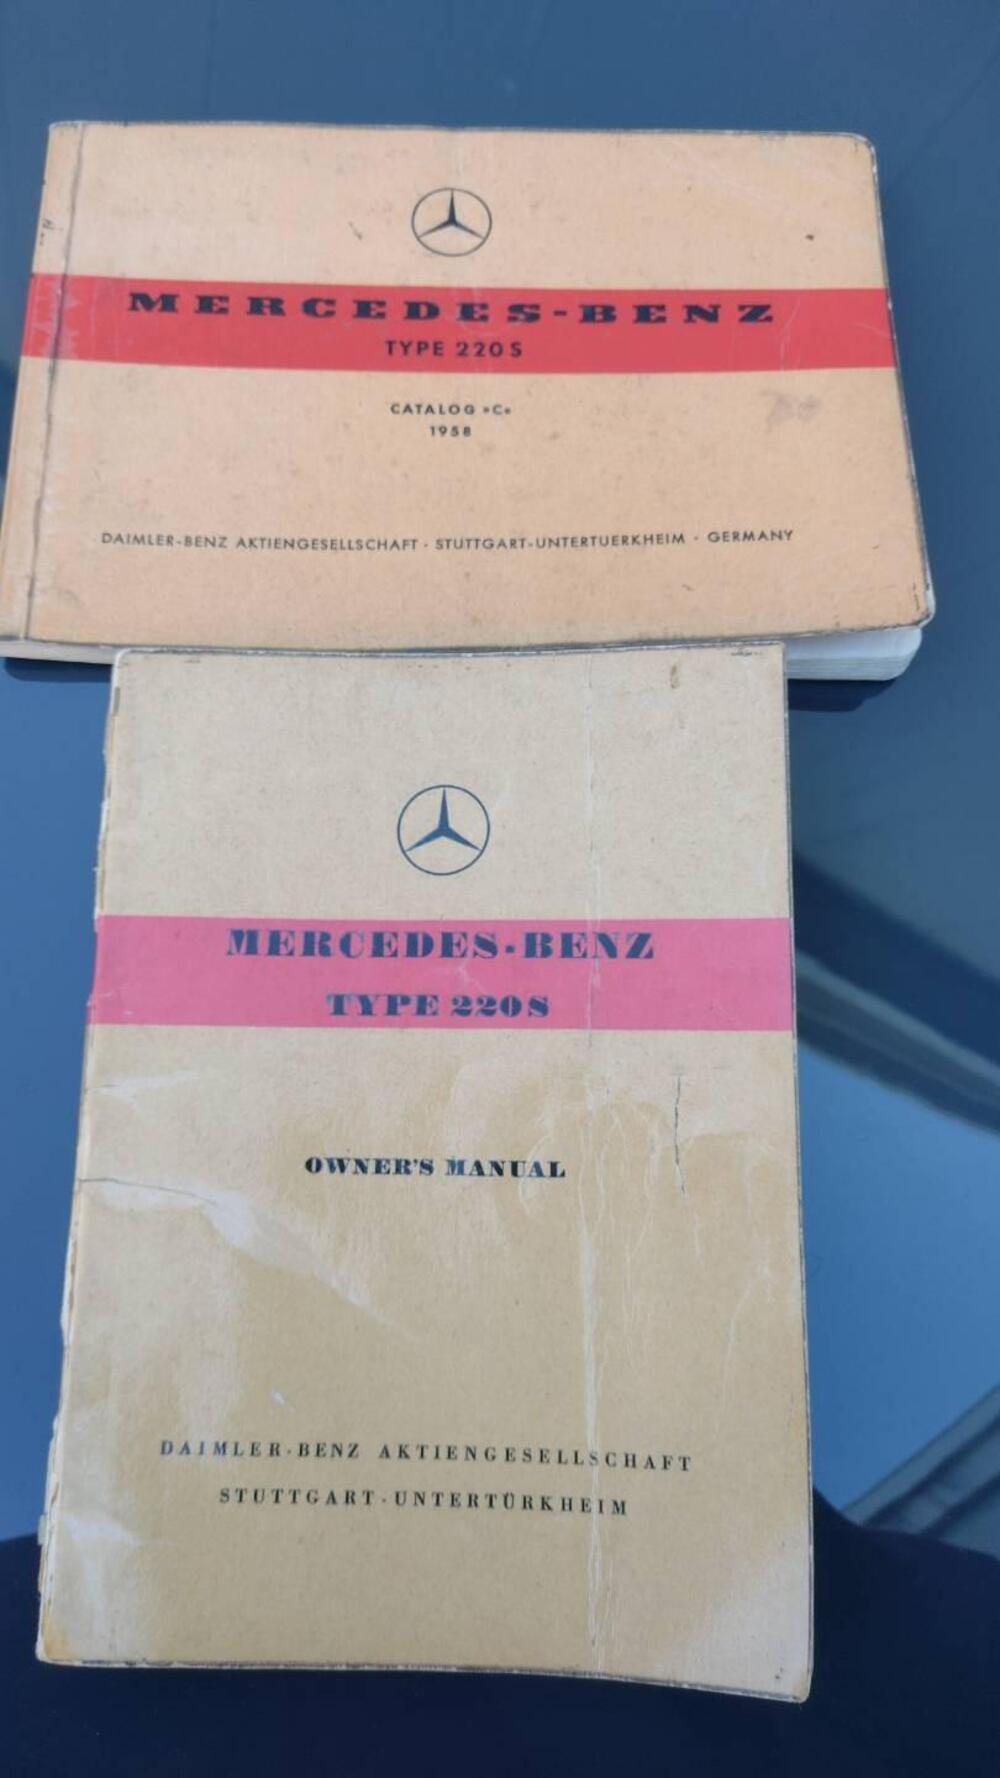 MERCEDES-BENZ
TYPE 220 S
CATALOG »C«
1958
DAIMLER-BENZ AKTIENGESELLSCHAFT · STUTTGART-UNTERTUERKHEIM · GERMANY
MERCEDES-BENZ
TYPE 220 S
OWNER'S MANUAL
DAIMLER-BENZ AKTIENGESELLSCHAFT
STUTTGART-UNTERTÜRKHEIM